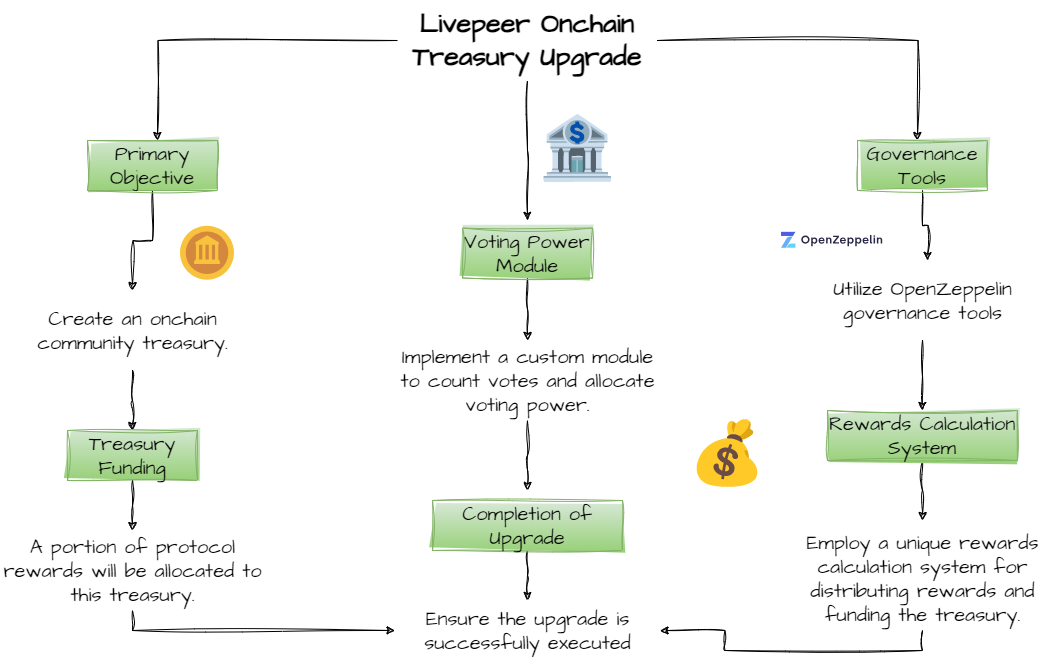 Livepeer Onchain
Treasury Upgrade
Primary
Objective
Create an onchain
community treasury.
Treasury
Funding
A portion of protocol
rewards will be allocated to
this treasury.
Voting Power
Module
Implement a custom module
to count votes and allocate
voting power.
Completion of
Upgrade
Ensure the upgrade is
successfully executed
Governance
Tools
OpenZeppelin
Utilize OpenZeppelin
governance tools
Rewards Calculation
System
Employ a unique rewards
calculation system for
distributing rewards and
funding the treasury.
$
$